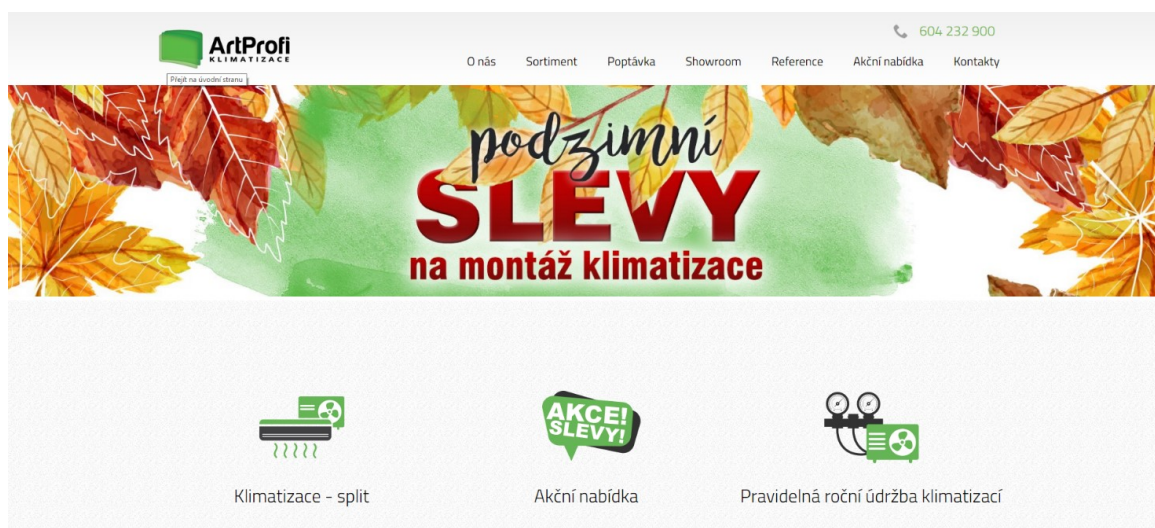 604 232 900
ArtProfi
KLIMATIZACE
O nás Sortiment Poptávka Showroom Reference Akční nabídka Kontakty
Přejít na úvodní stranu
podzimní
SLEVY
na montáž klimatizace
AKCE!
SLEVY!
Klimatizace - split Akční nabídka Pravidelná roční údržba klimatizací